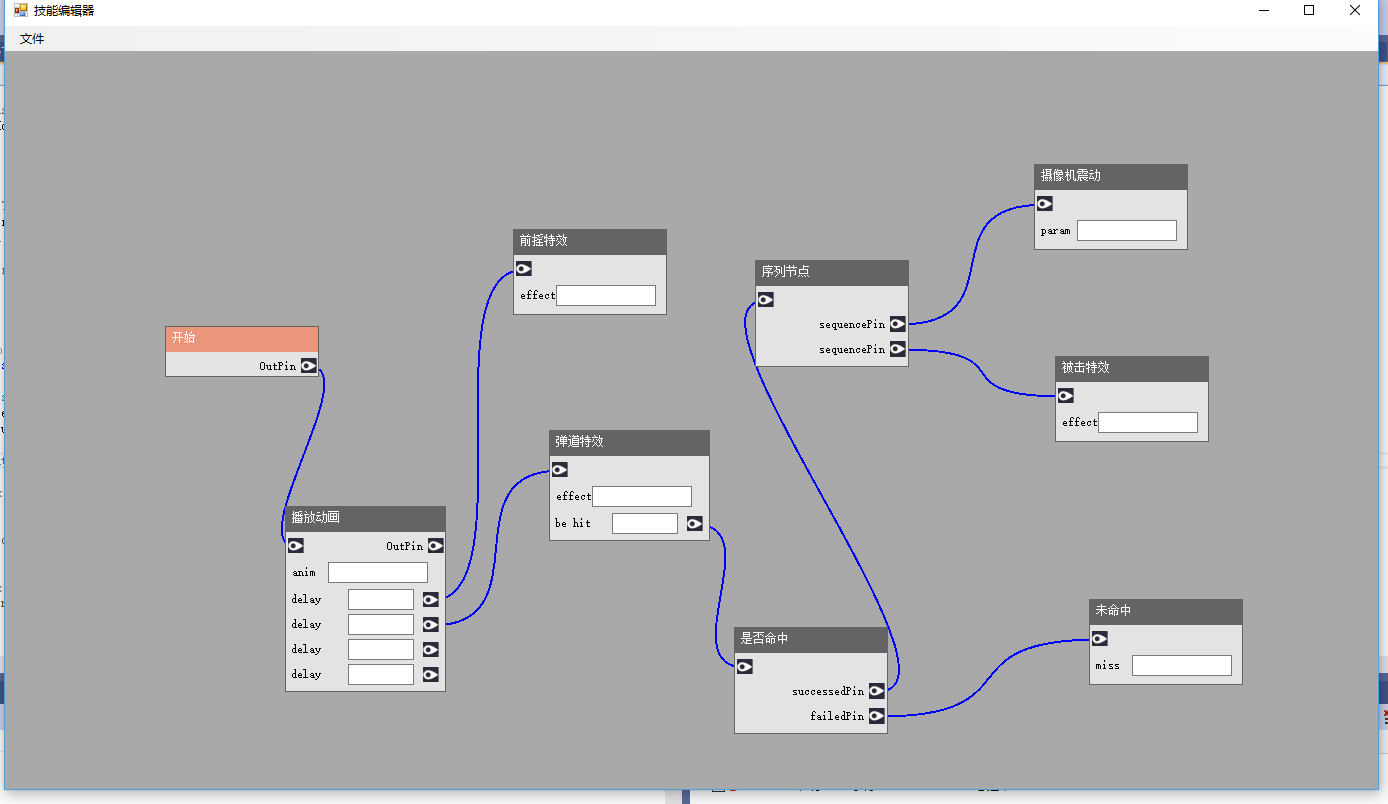 技能编辑器
文件
开始
OutPin
播放动画
OutPin
anim
delay
delay
delay
delay
前摇特效
effect
弹道特效
effect
be hit
是否命中
successedPin
failedPin
序列节点
sequencePin
sequencePin
摄像机震动
param
被击特效
effect
未命中
miss